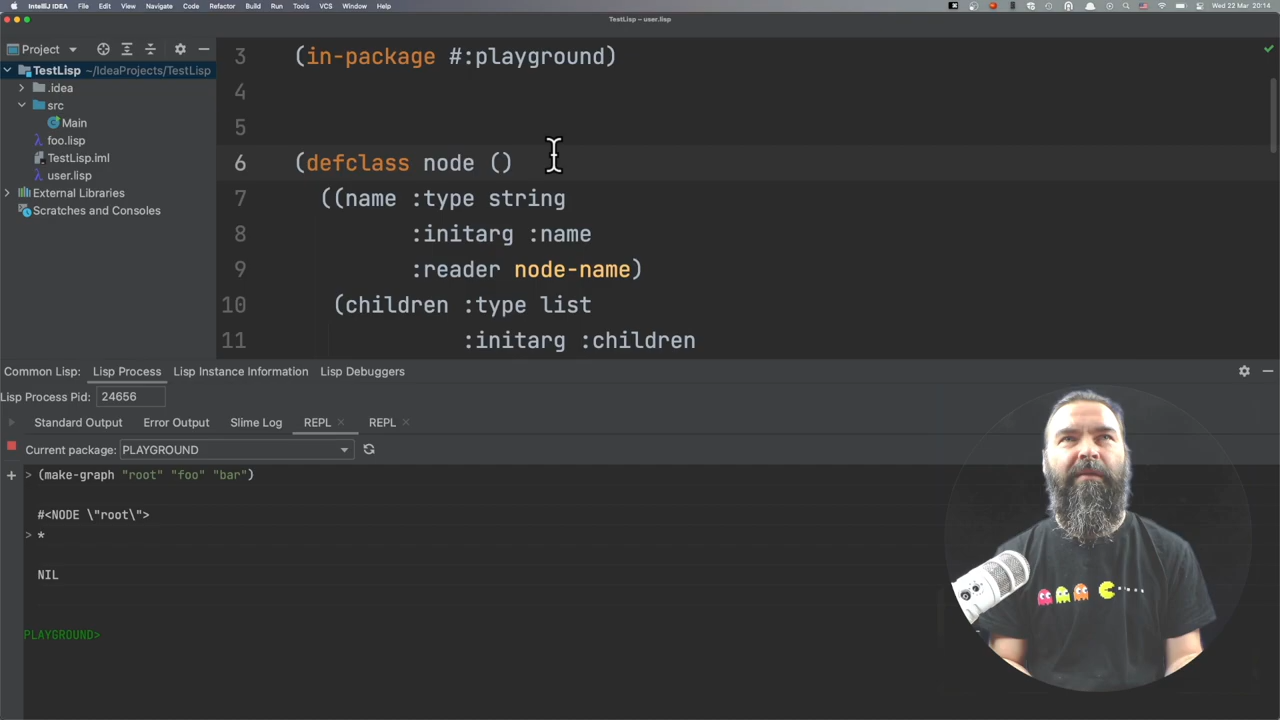 IntelliJ IDEA File Edit View Navigate Code Refactor Build Run Tools VCS Window Help Wed 22 Mar 20:14
TestLisp – user.lisp
Project
TestLisp ~/IdeaProjects/TestLisp
.idea
src
Main
foo.lisp
TestLisp.iml
user.lisp
External Libraries
Scratches and Consoles
3 (in-package #:playground)
4
5
6 (defclass node ()
7 ((name :type string
8 :initarg :name
9 :reader node-name)
10 (children :type list
11 :initarg :children
Common Lisp: Lisp Process Lisp Instance Information Lisp Debuggers
Lisp Process Pid: 24656
Standard Output Error Output Slime Log REPL REPL
Current package: PLAYGROUND
> (make-graph "root" "foo" "bar")
#<NODE \"root\">
> *
NIL
PLAYGROUND>